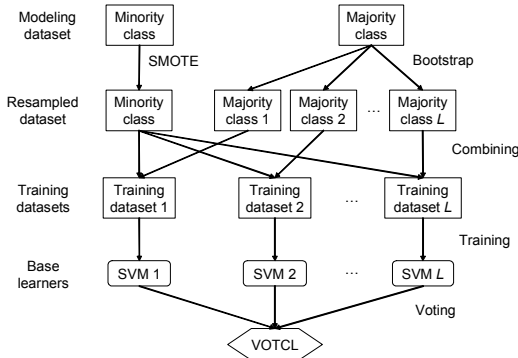 Modeling dataset
Minority class
Majority class
SMOTE
Bootstrap
Resampled dataset
Minority class
Majority class 1
Majority class 2
...
Majority class L
Combining
Training datasets
Training dataset 1
Training dataset 2
...
Training dataset L
Training
Base learners
SVM 1
SVM 2
...
SVM L
Voting
VOTCL